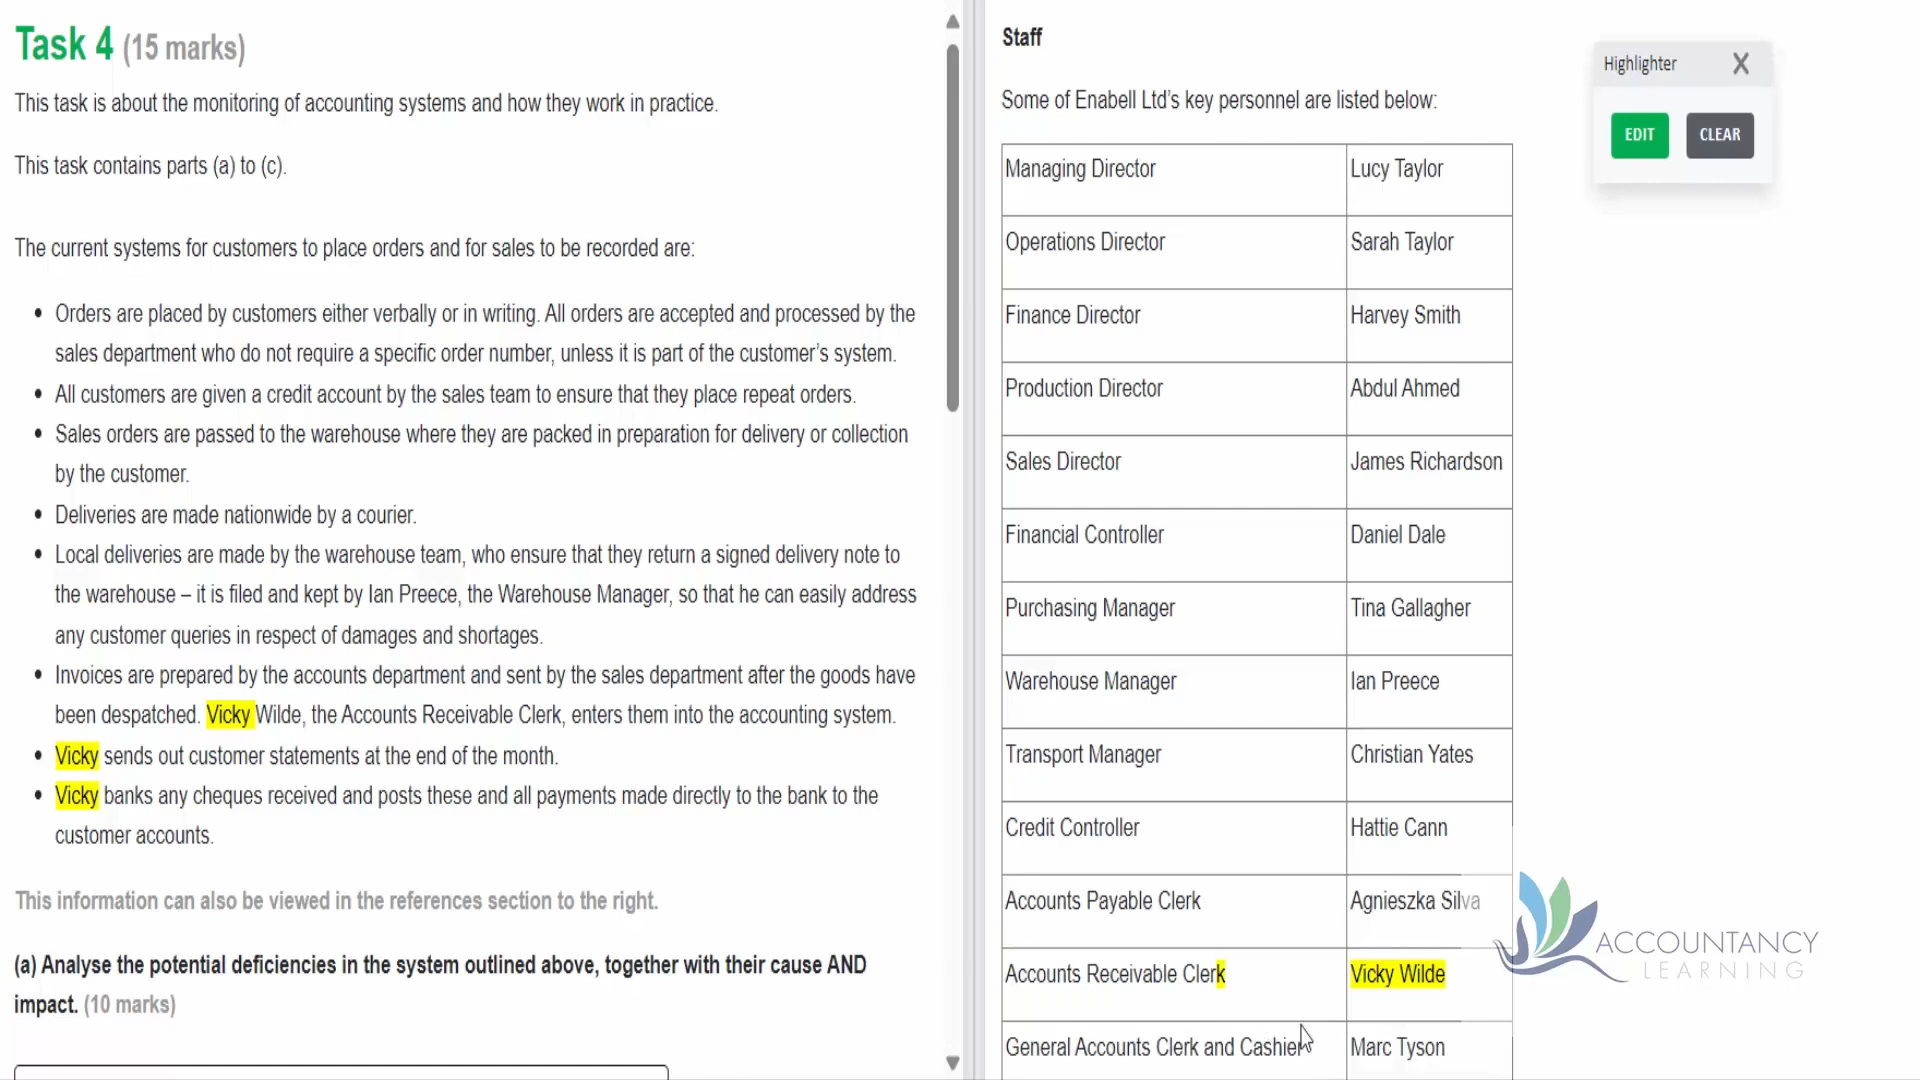 Task 4 (15 marks)
This task is about the monitoring of accounting systems and how they work in practice.
This task contains parts (a) to (c).
The current systems for customers to place orders and for sales to be recorded are:
• Orders are placed by customers either verbally or in writing. All orders are accepted and processed by the
sales department who do not require a specific order number, unless it is part of the customer's system.
• All customers are given a credit account by the sales team to ensure that they place repeat orders.
• Sales orders are passed to the warehouse where they are packed in preparation for delivery or collection
by the customer.
• Deliveries are made nationwide by a courier.
• Local deliveries are made by the warehouse team, who ensure that they return a signed delivery note to
the warehouse – it is filed and kept by Ian Preece, the Warehouse Manager, so that he can easily address
any customer queries in respect of damages and shortages.
• Invoices are prepared by the accounts department and sent by the sales department after the goods have
been despatched. Vicky Wilde, the Accounts Receivable Clerk, enters them into the accounting system.
• Vicky sends out customer statements at the end of the month.
• Vicky banks any cheques received and posts these and all payments made directly to the bank to the
customer accounts.
This information can also be viewed in the references section to the right.
(a) Analyse the potential deficiencies in the system outlined above, together with their cause AND
impact. (10 marks)
Staff
Some of Enabell Ltd's key personnel are listed below:
Managing Director Lucy Taylor
Operations Director Sarah Taylor
Finance Director Harvey Smith
Production Director Abdul Ahmed
Sales Director James Richardson
Financial Controller Daniel Dale
Purchasing Manager Tina Gallagher
Warehouse Manager Ian Preece
Transport Manager Christian Yates
Credit Controller Hattie Cann
Accounts Payable Clerk Agnieszka Silva
Accounts Receivable Clerk Vicky Wilde
General Accounts Clerk and Cashier Marc Tyson
Highlighter X
EDIT CLEAR
ACCOUNTANCY
LEARNING